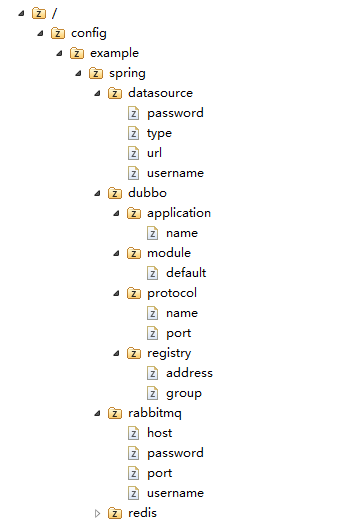 /
config
example
spring
datasource
password
type
url
username
dubbo
application
name
module
default
protocol
name
port
registry
address
group
rabbitmq
host
password
port
username
redis